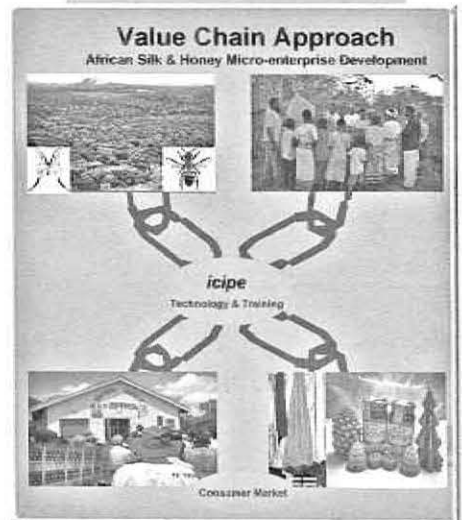 Value Chain Approach
African Silk & Honey Micro-enterprise Development
icipe
Technology & Training
Consumer Market